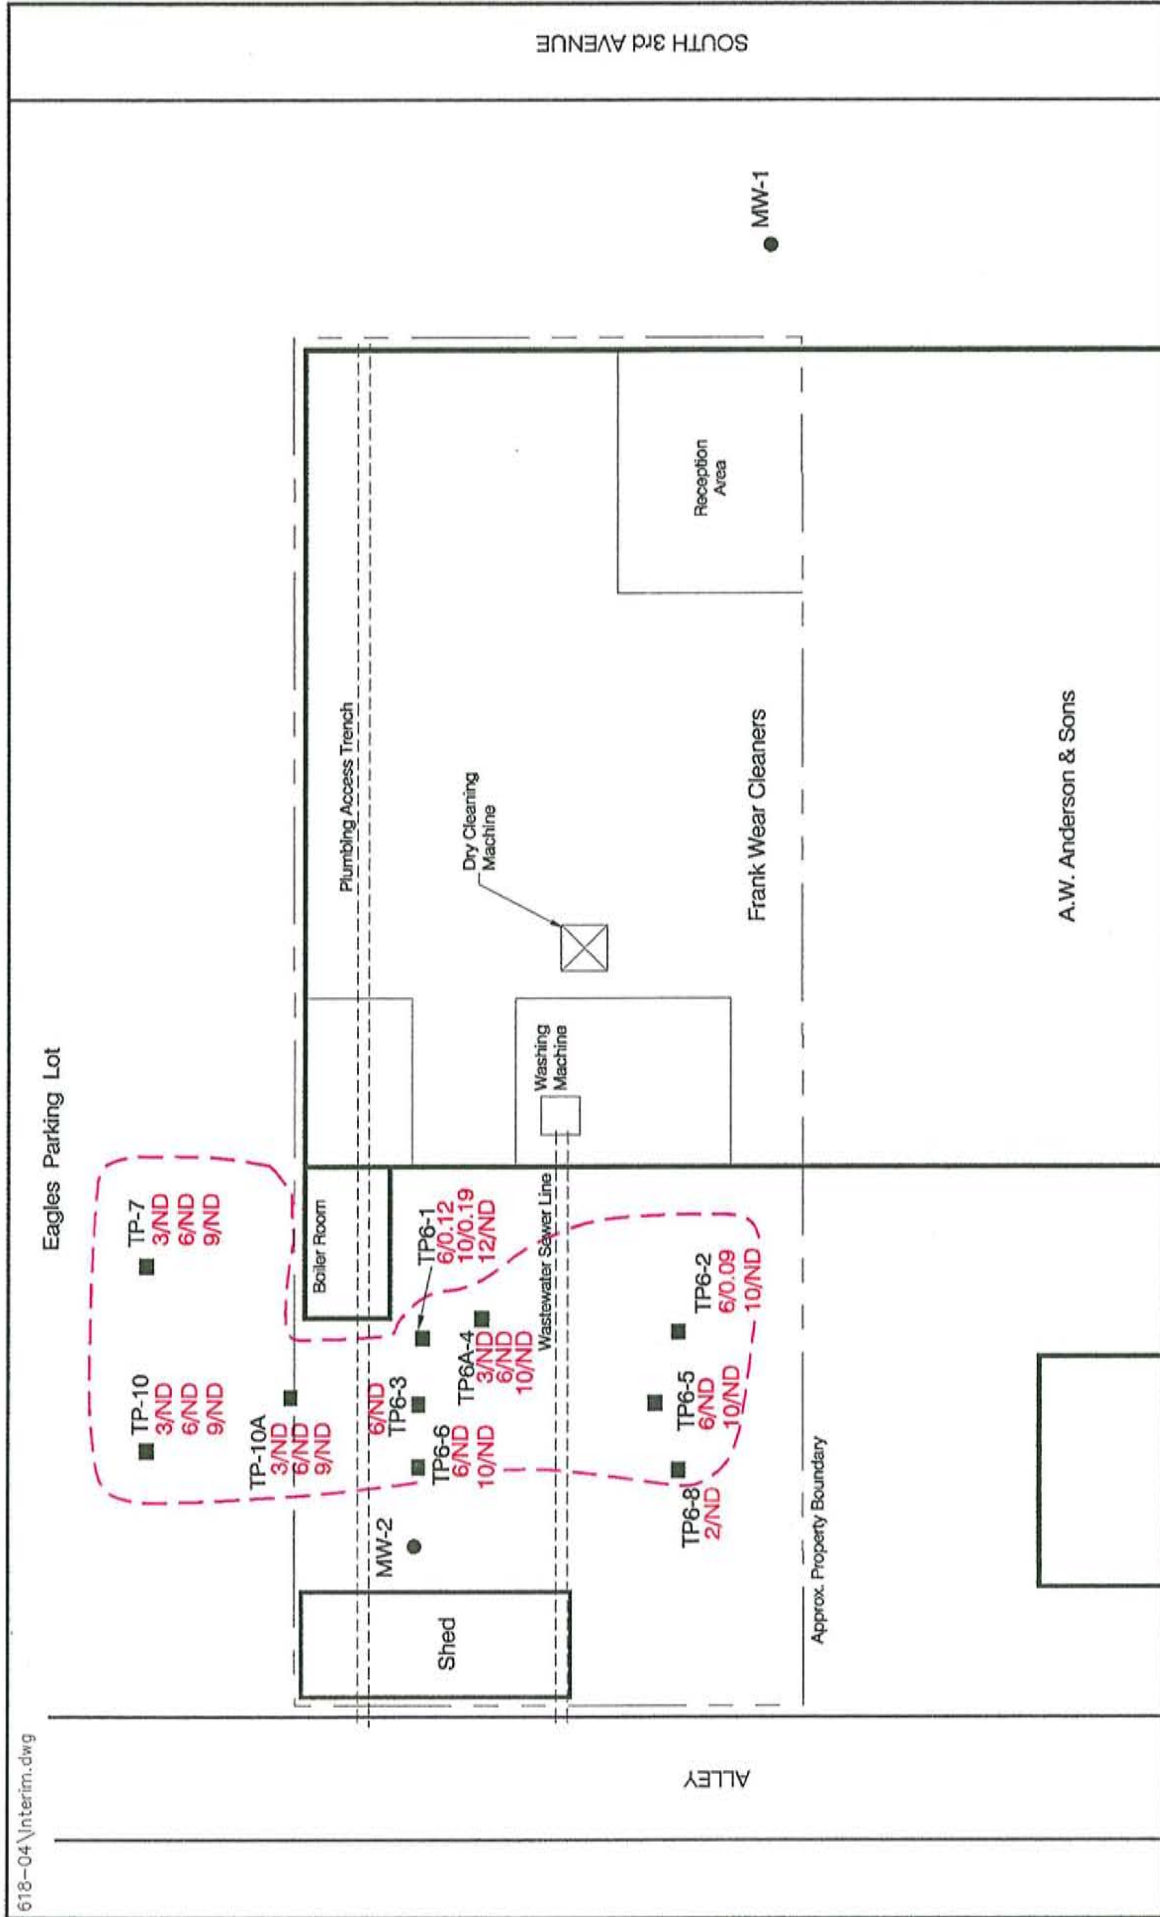 618-04\Interim.dwg
Eagles Parking Lot
SOUTH 3rd AVENUE
ALLEY
TP-10
3/ND
6/ND
9/ND
TP-7
3/ND
6/ND
9/ND
TP-10A
3/ND
6/ND
9/ND
Boiler Room
Plumbing Access Trench
6/ND
TP6-3
TP6-1
6/0.12
10/0.19
12/ND
MW-2
TP6-6
6/ND
10/ND
TP6A-4
3/ND
6/ND
10/ND
Shed
Dry Cleaning
Machine
Washing
Machine
Wastewater Sewer Line
Reception
Area
TP6-8
2/ND
TP6-5
6/ND
10/ND
TP6-2
6/0.09
10/ND
Frank Wear Cleaners
MW-1
Approx. Property Boundary
A.W. Anderson & Sons